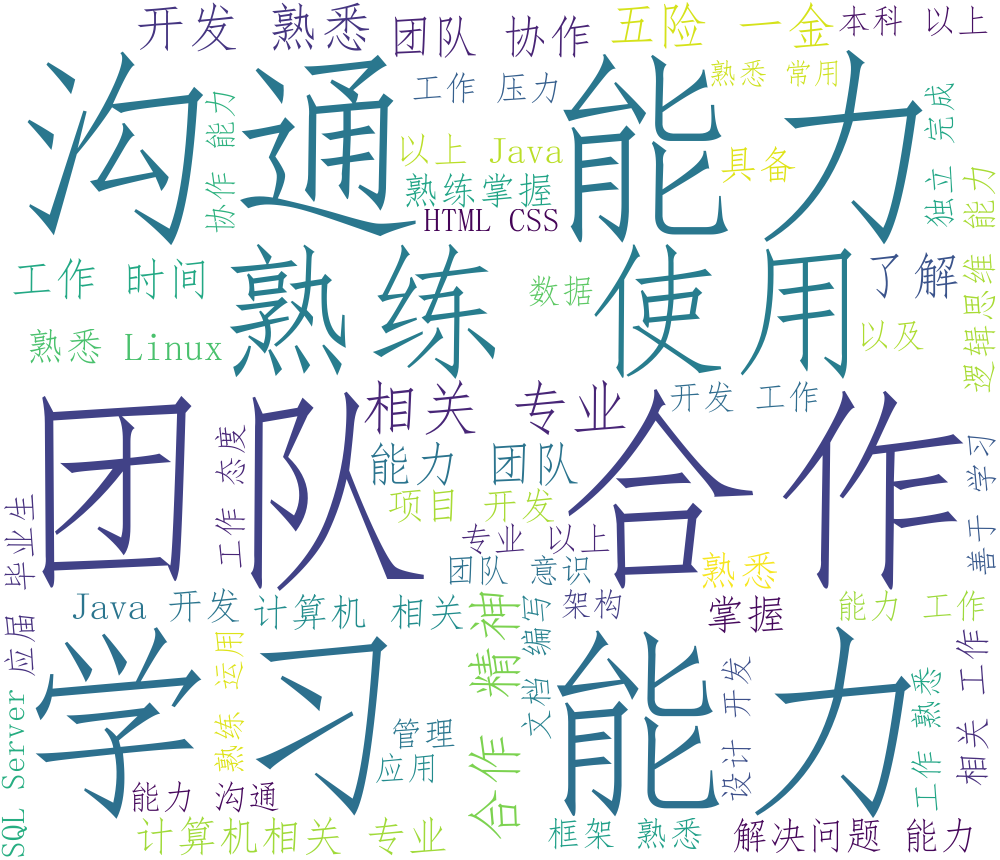 开发 熟悉
团队 协作
五险 一金
本科 以上
沟通 能力
工作 压力
熟悉 常用
协作 能力
以上 Java
具备
独立 完成
熟练掌握
HTML CSS
逻辑思维 能力
工作 时间
熟练 使用
数据
了解
熟悉 Linux
以及
相关 专业
开发 工作
团队 合作
工作 态度
能力 团队
善于 学习
项目 开发
应届 毕业生
专业 以上
团队 意识
熟悉
Java 开发
计算机 相关
合作 精神
文档 编写
架构
掌握
能力 工作
学习 能力
熟练 运用
设计 开发
相关 工作
工作 熟悉
SQL Server
管理
应用
能力 沟通
计算机相关 专业
框架 熟悉
解决问题 能力